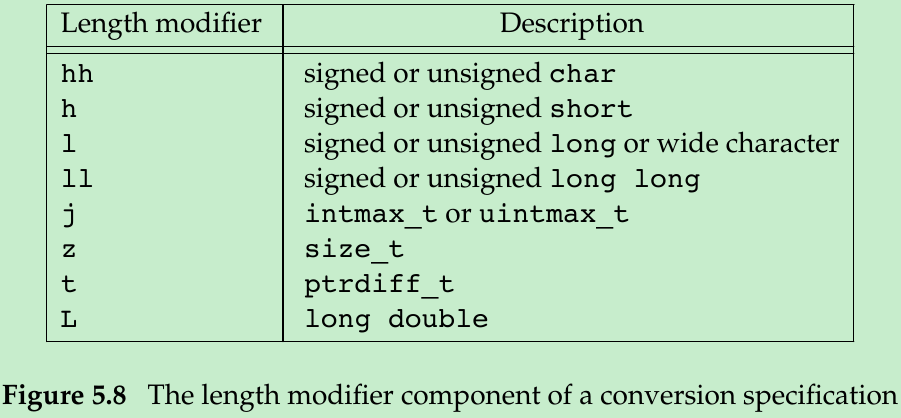 Length modifier Description
hh signed or unsigned char
h signed or unsigned short
l signed or unsigned long or wide character
ll signed or unsigned long long
j intmax_t or uintmax_t
z size_t
t ptrdiff_t
L long double
Figure 5.8 The length modifier component of a conversion specification